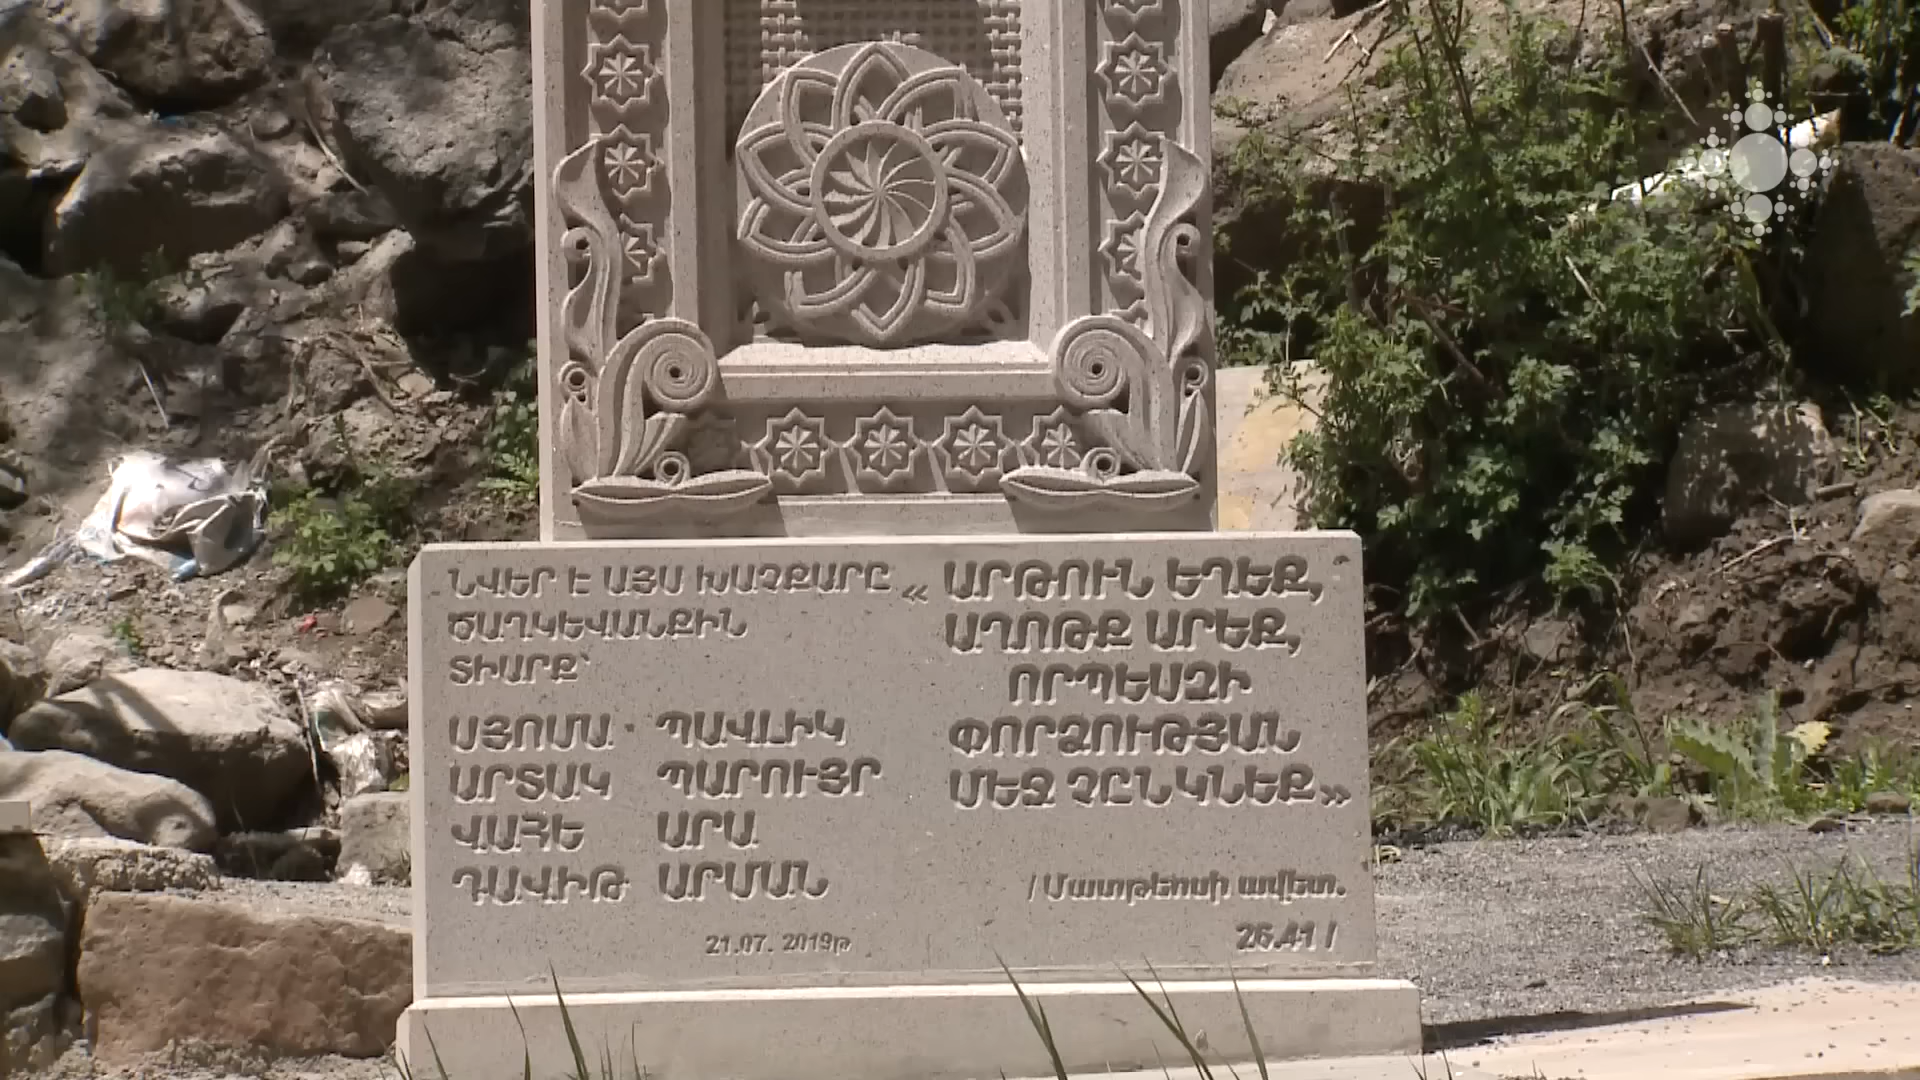 ՆՎԵՐ Է ԱՅՍ ԽԱՉՔԱՐԸ
ԾԱՂԿԵՎԱՆՔԻՆ
ՏԻԱՐՔ՝
ՍՅՈՄԱ ՊԱՎԼԻԿ
ԱՐՏԱԿ ՊԱՐՈՒՅՐ
ՎԱՀԵ ԱՐԱ
ԴԱՎԻԹ ԱՐՄԱՆ
21.07. 2019թ
«ԱՐԹՈՒՆ ԵՂԵՔ,
ԱՂՈԹՔ ԱՐԵՔ,
ՈՐՊԵՍԶԻ
ՓՈՐՁՈՒԹՅԱՆ
ՄԵՋ ՉԸՆԿՆԵՔ»
/Մատթեոսի ավետ.
26.41/